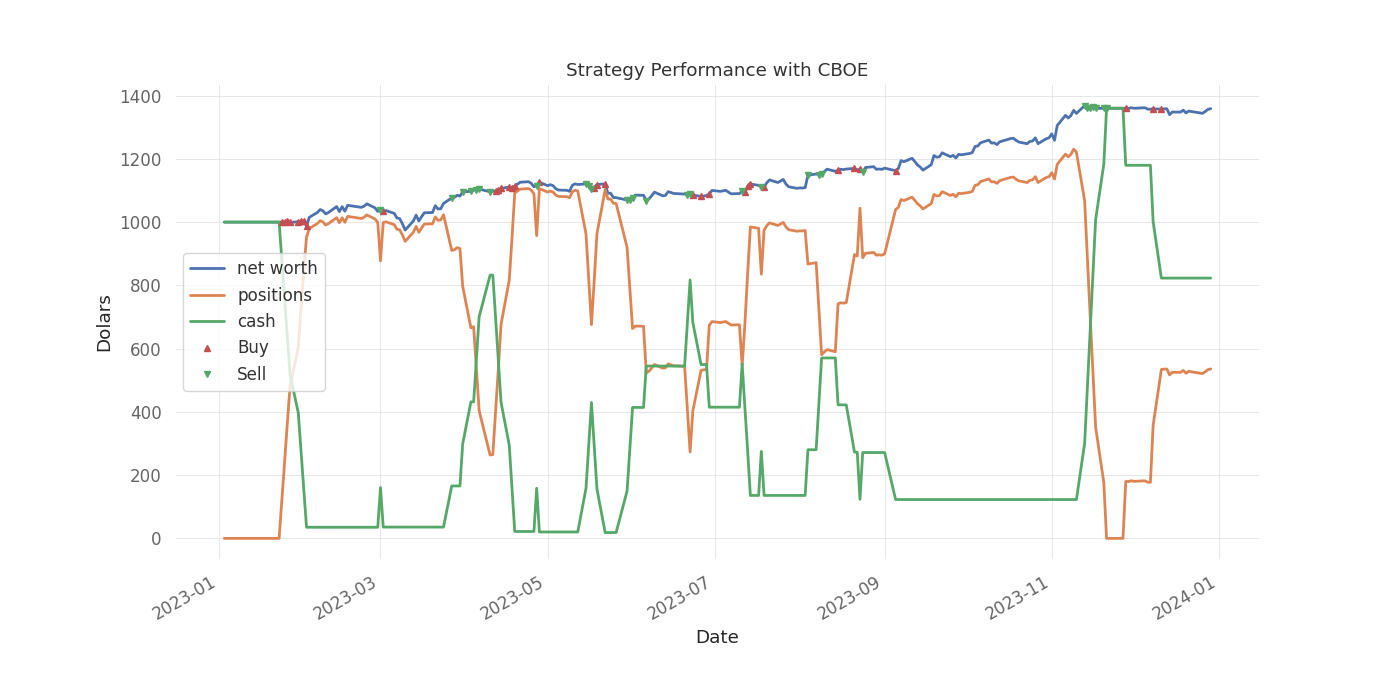 Strategy Performance with CBOE
1400
1200
1000
800
600
400
200
0
Dolars
net worth
positions
cash
Buy
Sell
2023-01
2023-03
2023-05
2023-07
2023-09
2023-11
2024-01
Date